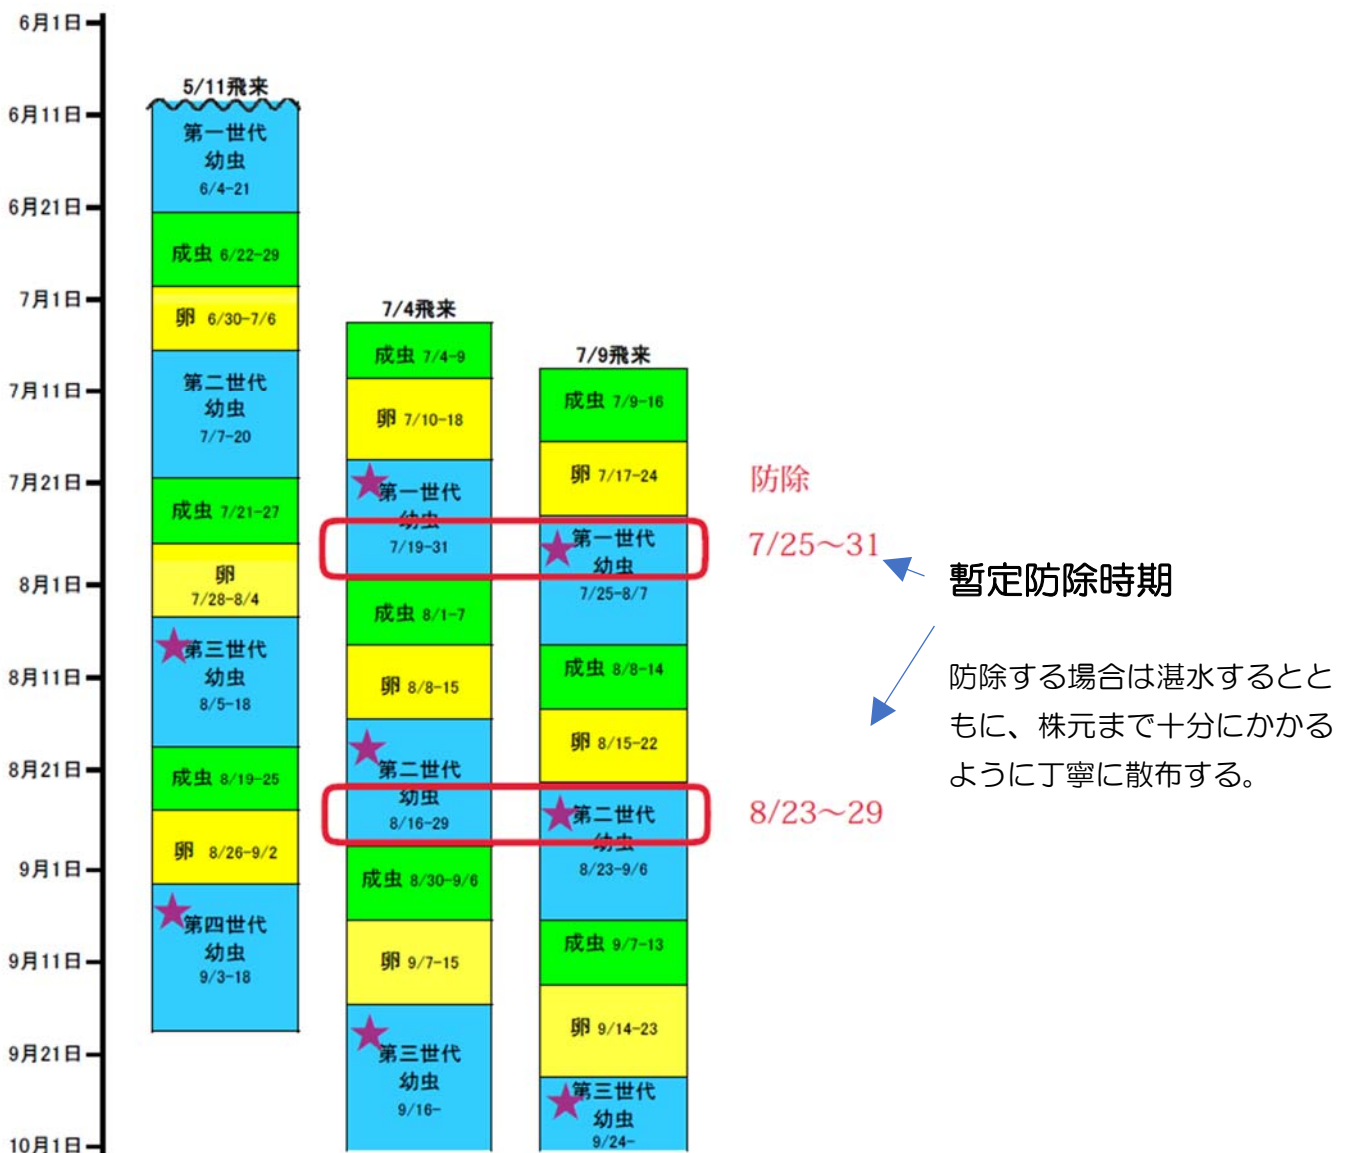 6月1日
6月11日
6月21日
7月1日
7月11日
7月21日
8月1日
8月11日
8月21日
9月1日
9月11日
9月21日
10月1日
5/11飛来
第一世代
幼虫
6/4-21
成虫 6/22-29
卵 6/30-7/6
第二世代
幼虫
7/7-20
成虫 7/21-27
卵
7/28-8/4
第三世代
幼虫
8/5-18
成虫 8/19-25
卵 8/26-9/2
第四世代
幼虫
9/3-18
7/4飛来
成虫 7/4-9
卵 7/10-18
第一世代
幼虫
7/19-31
成虫 8/1-7
卵 8/8-15
第二世代
幼虫
8/16-29
成虫 8/30-9/6
卵 9/7-15
第三世代
幼虫
9/16-
7/9飛来
成虫 7/9-16
卵 7/17-24
第一世代
幼虫
7/25-8/7
成虫 8/8-14
卵 8/15-22
第二世代
幼虫
8/23-9/6
成虫 9/7-13
卵 9/14-23
第三世代
幼虫
9/24-
防除
7/25～31
8/23～29
暫定防除時期
防除する場合は湛水するとと
もに、株元まで十分にかかる
ように丁寧に散布する。